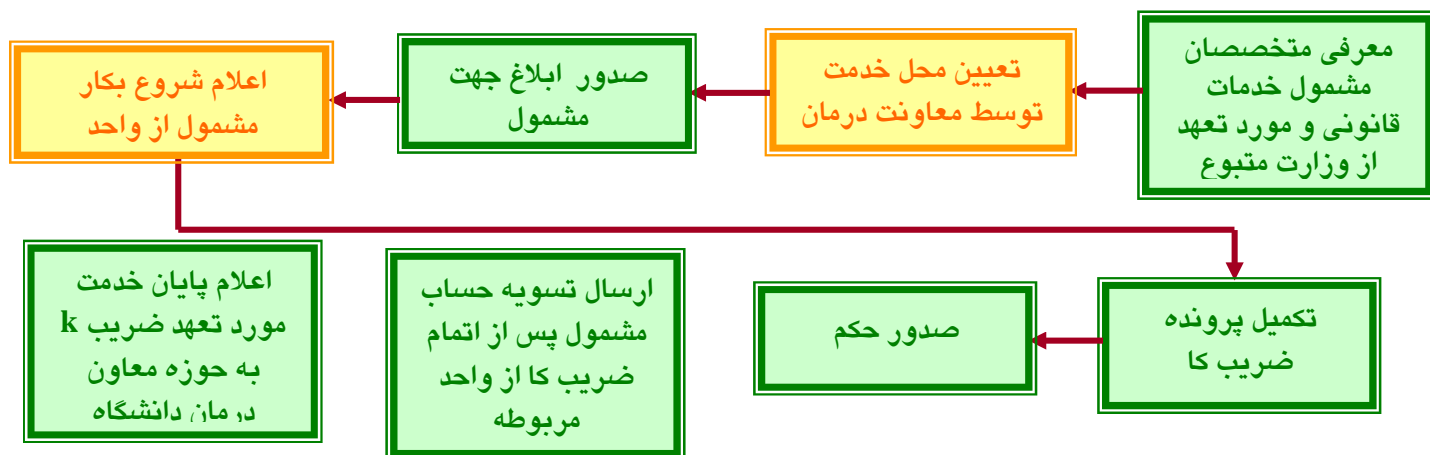 معرفی متخصصان
مشمول خدمات
قانونی و مورد تعهد
از وزارت متبوع
تعیین محل خدمت
توسط معاونت درمان
صدور ابلاغ جهت
مشمول
اعلام شروع بکار
مشمول از واحد
تکمیل پرونده
ضریب کا
صدور حکم
ارسال تسویه حساب
مشمول پس از اتمام
ضریب کا از واحد
مربوطه
اعلام پایان خدمت
مورد تعهد ضریب k
به حوزه معاون
درمان دانشگاه